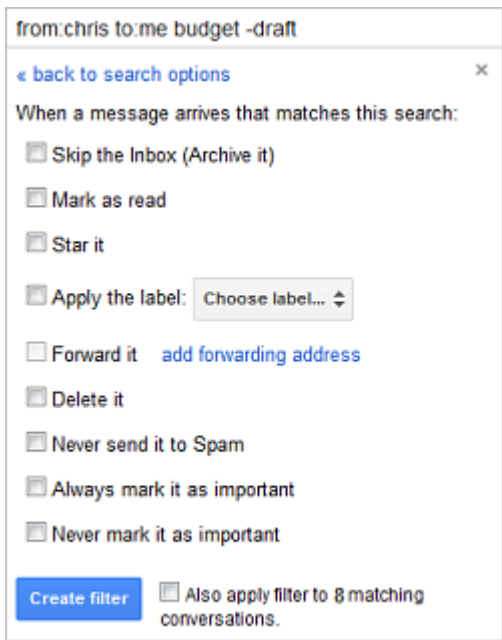 from:chris to:me budget -draft
« back to search options ×
When a message arrives that matches this search:
Skip the Inbox (Archive it)
Mark as read
Star it
Apply the label: Choose label...
Forward it add forwarding address
Delete it
Never send it to Spam
Always mark it as important
Never mark it as important
Create filter Also apply filter to 8 matching
conversations.